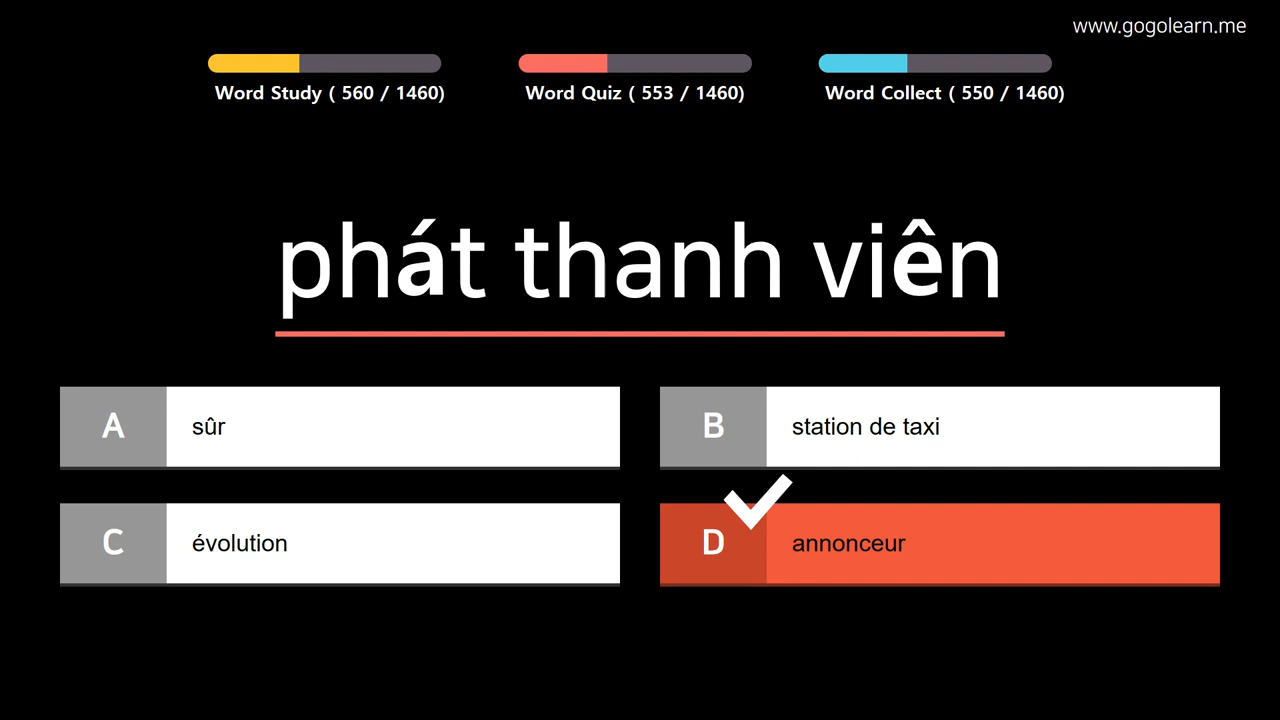 www.gogolearn.me
Word Study ( 560 / 1460)
Word Quiz ( 553 / 1460)
Word Collect ( 550 / 1460)
phát thanh viên
A
sûr
B
station de taxi
C
évolution
D
annonceur